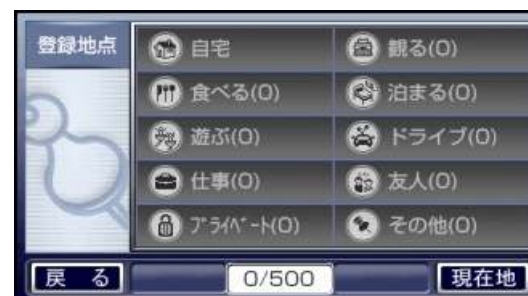 登録地点
自宅
観る(0)
食べる(0)
泊まる(0)
遊ぶ(0)
ドライブ(0)
仕事(0)
友人(0)
ﾌﾟﾗｲﾍﾞｰﾄ(0)
その他(0)
戻 る
0/500
現在地